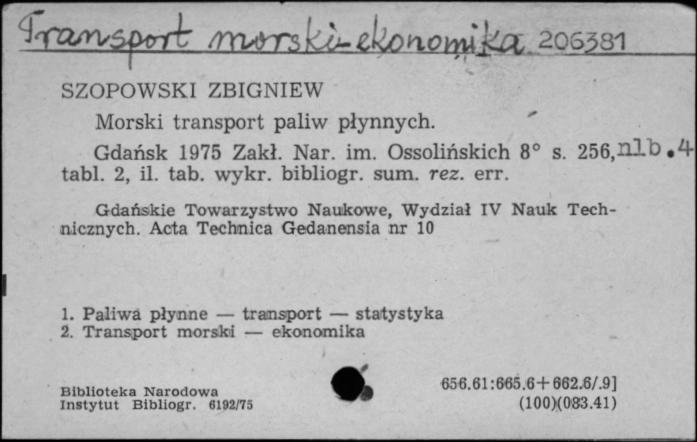 Transport morski-ekonomika 206381
SZOPOWSKI ZBIGNIEW
Morski transport paliw płynnych.
Gdańsk 1975 Zakł. Nar. im. Ossolińskich 8° s. 256, nlb.4
tabl. 2, il. tab. wykr. bibliogr. sum. rez. err.
Gdańskie Towarzystwo Naukowe, Wydział IV Nauk Tech-
nicznych. Acta Technica Gedanensia nr 10
1. Paliwa płynne — transport — statystyka
2. Transport morski — ekonomika
656.61:665.6+662.6/.9]
Biblioteka Narodowa
(100)(083.41)
Instytut Bibliogr. 6192/75